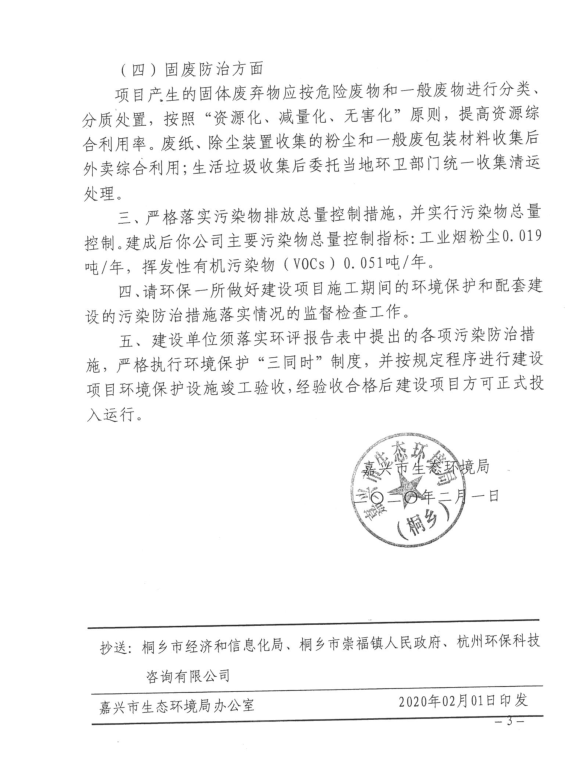 （四）固废防治方面
项目产生的固体废弃物应按危险废物和一般废物进行分类、
分质处置，按照“资源化、减量化、无害化”原则，提高资源综
合利用率。废纸、除尘装置收集的粉尘和一般废包装材料收集后
外卖综合利用；生活垃圾收集后委托当地环卫部门统一收集清运
处理。
三、严格落实污染物排放总量控制措施，并实行污染物总量
控制。建成后你公司主要污染物总量控制指标：工业烟粉尘0.019
吨/年，挥发性有机污染物（VOCs）0.051吨/年。
四、请环保一所做好建设项目施工期间的环境保护和配套建
设的污染防治措施落实情况的监督检查工作。
五、建设单位须落实环评报告表中提出的各项污染防治措
施，严格执行环境保护“三同时”制度，并按规定程序进行建设
项目环境保护设施竣工验收，经验收合格后建设项目方可正式投
入运行。
嘉兴市生态环境局
二〇二〇年二月一日
嘉兴市生态环境局
（桐乡）
抄送：桐乡市经济和信息化局、桐乡市崇福镇人民政府、杭州环保科技
咨询有限公司
嘉兴市生态环境局办公室 2020年02月01日印发
—3—